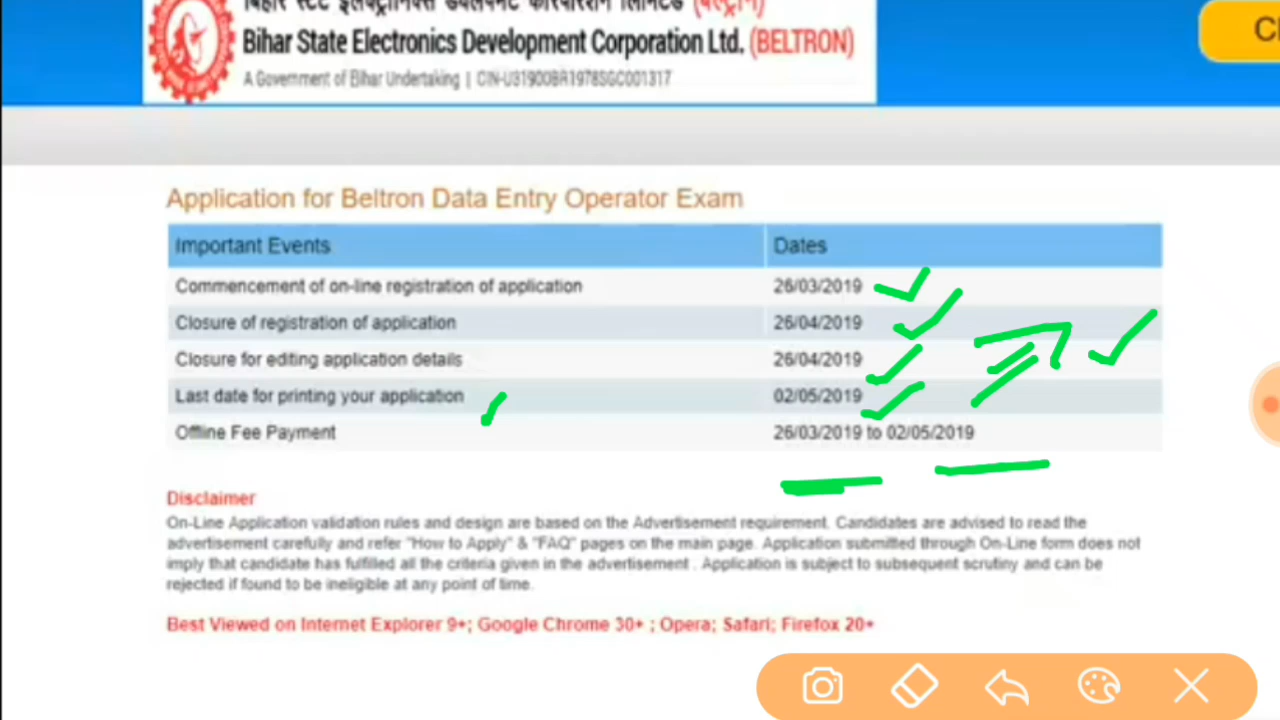 बिहार स्टेट इलेक्ट्रॉनिक्स डेवलपमेंट कॉरपोरेशन लिमिटेड (बेल्ट्रॉन)
Bihar State Electronics Development Corporation Ltd. (BELTRON)
A Government of Bihar Undertaking | CIN-U31900BR1978SGC001317
Application for Beltron Data Entry Operator Exam
Important Events Dates
Commencement of on-line registration of application 26/03/2019
Closure of registration of application 26/04/2019
Closure for editing application details 26/04/2019
Last date for printing your application 02/05/2019
Offline Fee Payment 26/03/2019 to 02/05/2019
Disclaimer
On-Line Application validation rules and design are based on the Advertisement requirement. Candidates are advised to read the
advertisement carefully and refer "How to Apply" & "FAQ" pages on the main page. Application submitted through On-Line form does not
imply that candidate has fulfilled all the criteria given in the advertisement . Application is subject to subsequent scrutiny and can be
rejected if found to be ineligible at any point of time.
Best Viewed on Internet Explorer 9+; Google Chrome 30+ ; Opera; Safari; Firefox 20+